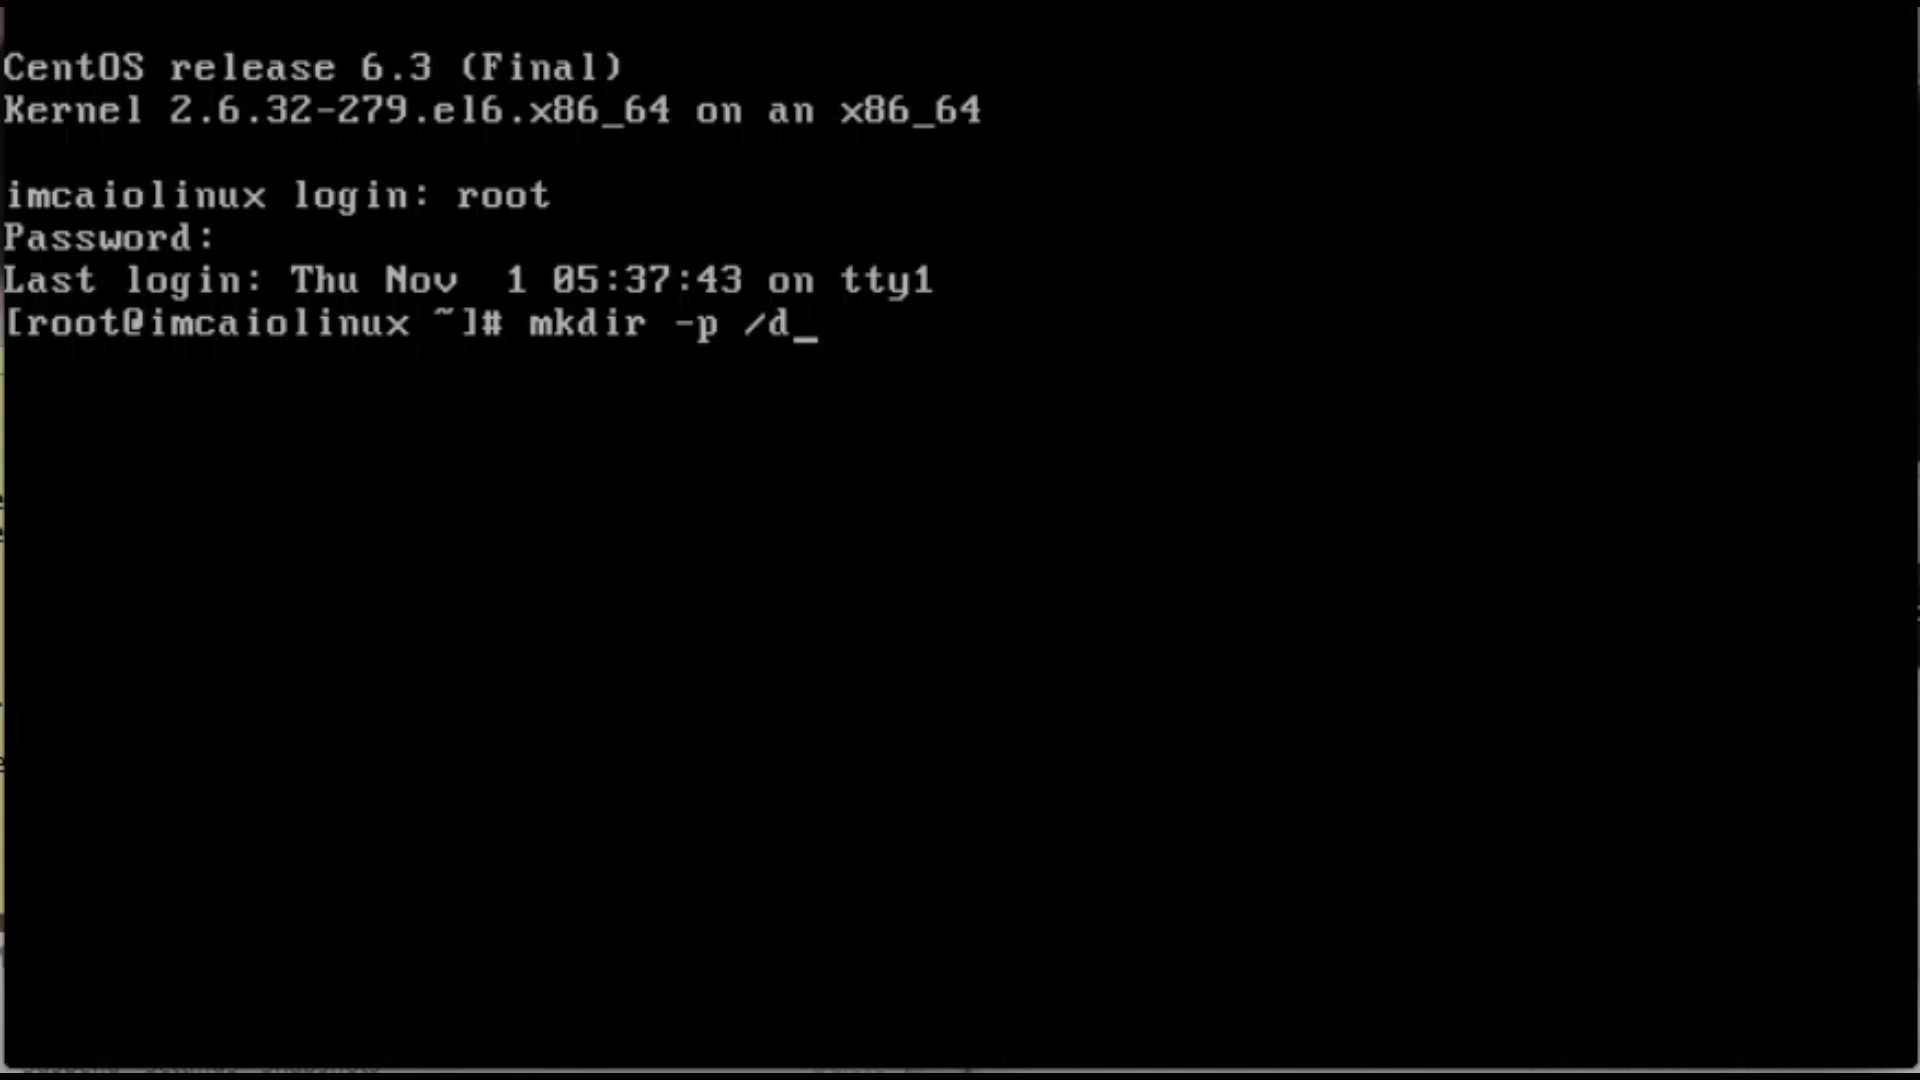 CentOS release 6.3 (Final)
Kernel 2.6.32-279.el6.x86_64 on an x86_64
imcaiolinux login: root
Password:
Last login: Thu Nov  1 05:37:43 on tty1
[root@imcaiolinux ~]# mkdir -p /d_